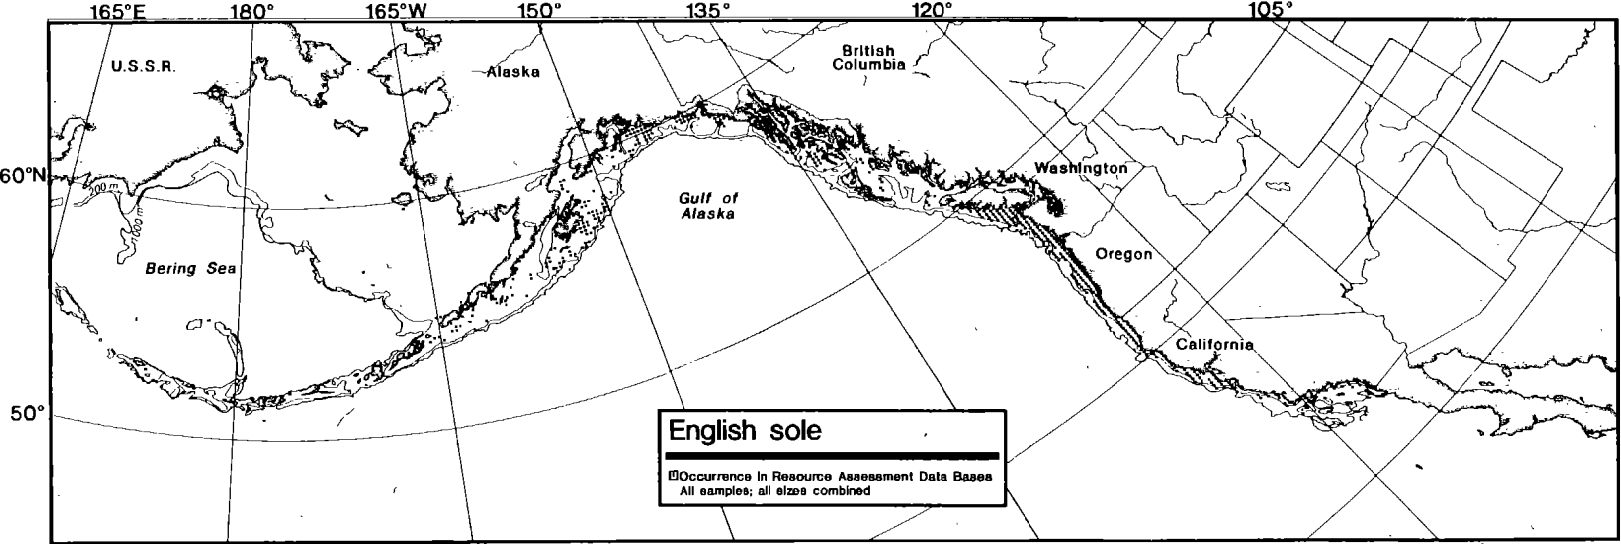 165°E 180° 165°W 150° 135° 120° 105°
U.S.S.R.
Alaska
British
Columbia
60°N
200 m
1000 m
Washington
Gulf of
Alaska
Bering Sea
Oregon
California
50°
English sole
Occurrence In Resource Assessment Data Bases
All samples; all sizes combined